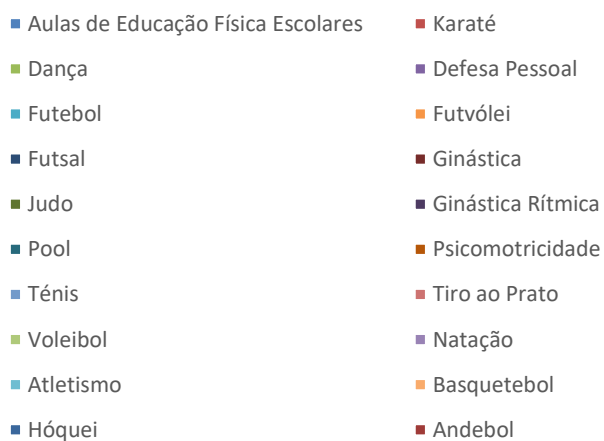 Aulas de Educação Física Escolares
Karaté
Dança
Defesa Pessoal
Futebol
Futvólei
Futsal
Ginástica
Judo
Ginástica Rítmica
Pool
Psicomotricidade
Ténis
Tiro ao Prato
Voleibol
Natação
Atletismo
Basquetebol
Hóquei
Andebol